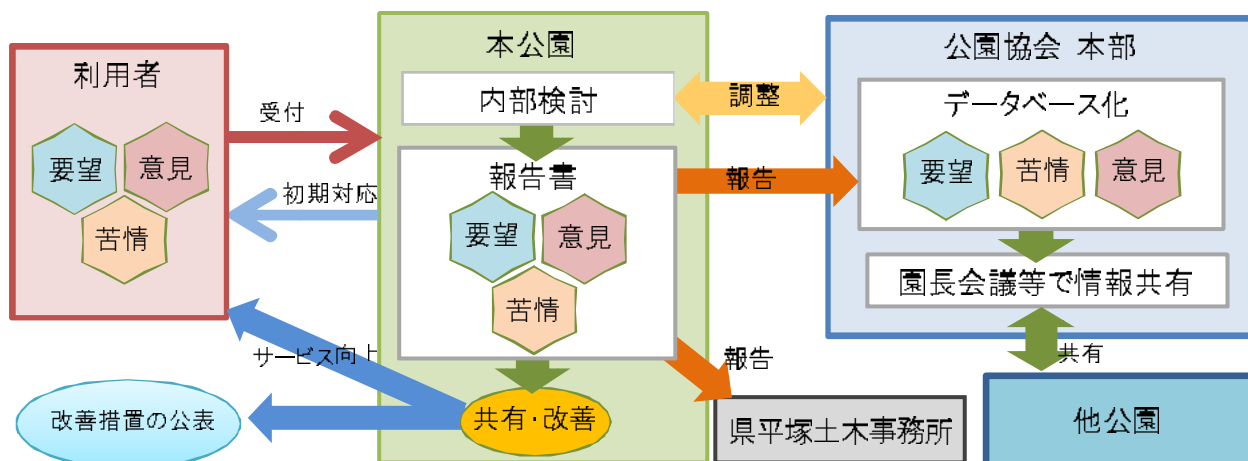 利用者
要望
意見
苦情
受付
初期対応
サービス向上
改善措置の公表
本公園
内部検討
報告書
要望
意見
苦情
共有・改善
調整
報告
報告
県平塚土木事務所
公園協会 本部
データベース化
要望
苦情
意見
園長会議等で情報共有
共有
他公園